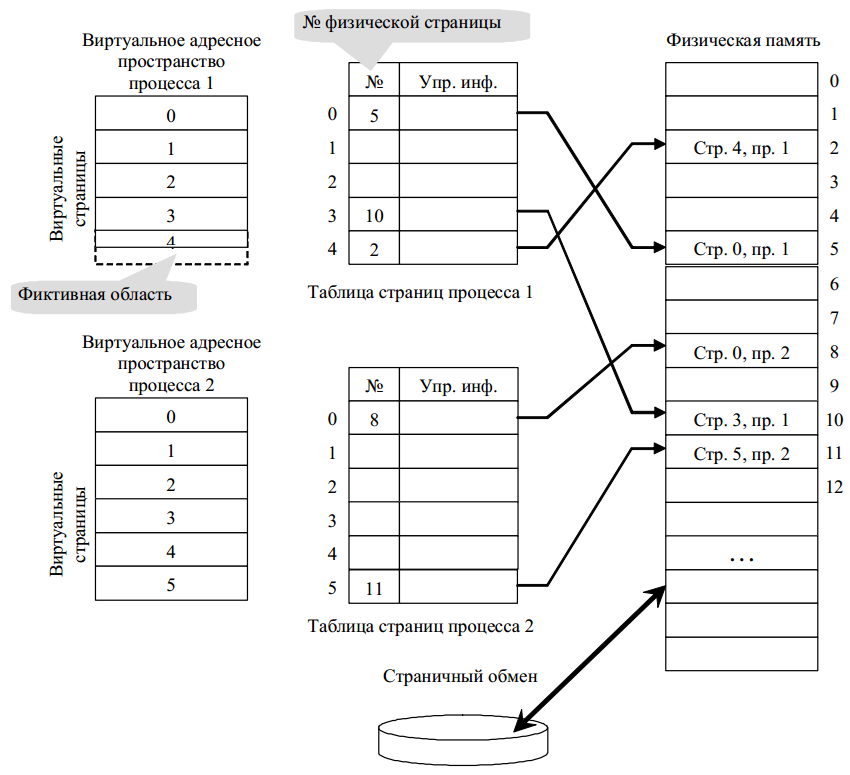 № физической страницы
Виртуальное адресное
пространство
процесса 1
Виртуальные
страницы
0
1
2
3
4
Фиктивная область
№ Упр. инф.
0 5
1
2
3 10
4 2
Таблица страниц процесса 1
Физическая память
0
1
Стр. 4, пр. 1 2
3
4
Стр. 0, пр. 1 5
6
7
Стр. 0, пр. 2 8
9
Стр. 3, пр. 1 10
Стр. 5, пр. 2 11
12
...
Виртуальное адресное
пространство
процесса 2
Виртуальные
страницы
0
1
2
3
4
5
№ Упр. инф.
0 8
1
2
3
4
5 11
Таблица страниц процесса 2
Страничный обмен